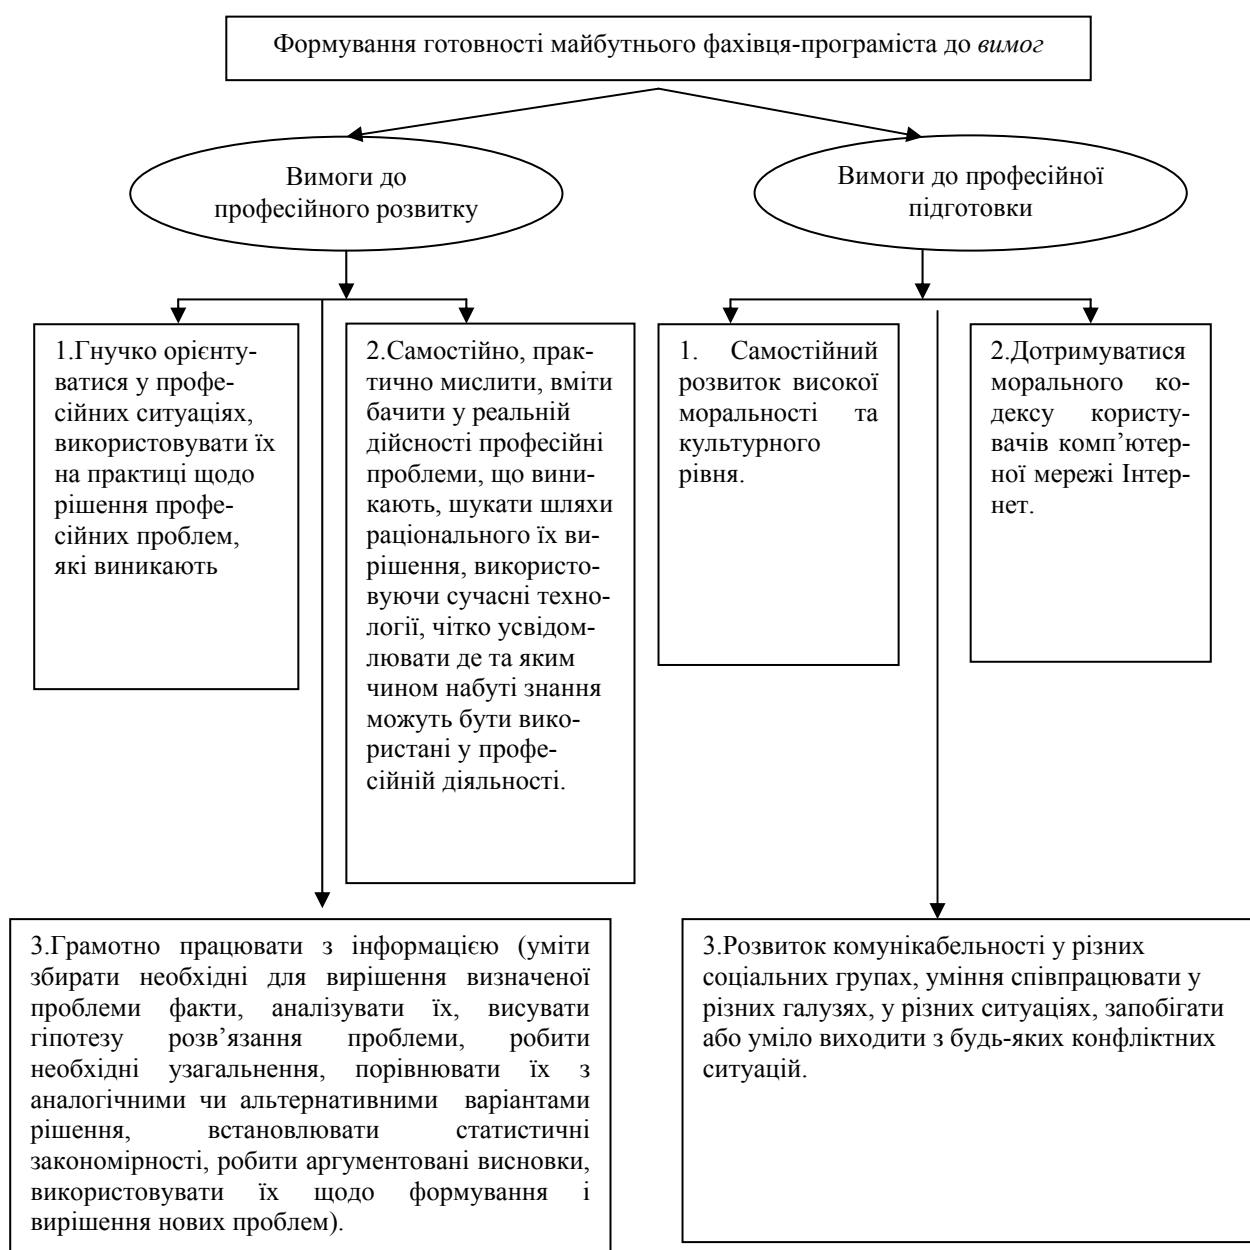 Формування готовності майбутнього фахівця-програміста до вимог
Вимоги до
професійного розвитку
Вимоги до професійної
підготовки
1.Гнучко орієнту-
ватися у профе-
сійних ситуаціях,
використовувати їх
на практиці щодо
рішення профе-
сійних проблем,
які виникають
2.Самостійно, прак-
тично мислити, вміти
бачити у реальній
дійсності професійні
проблеми, що вини-
кають, шукати шляхи
раціонального їх ви-
рішення, використо-
вуючи сучасні техно-
логії, чітко усвідом-
лювати де та яким
чином набуті знання
можуть бути вико-
ристані у профе-
сійній діяльності.
1. Самостійний
розвиток високої
моральності та
культурного
рівня.
2.Дотримуватися
морального ко-
дексу користу-
вачів комп’ютер-
ної мережі Інтер-
нет.
3.Грамотно працювати з інформацією (уміти
збирати необхідні для вирішення визначеної
проблеми факти, аналізувати їх, висувати
гіпотезу розв’язання проблеми, робити
необхідні узагальнення, порівнювати їх з
аналогічними чи альтернативними варіантами
рішення, встановлювати статистичні
закономірності, робити аргументовані висновки,
використовувати їх щодо формування і
вирішення нових проблем).
3.Розвиток комунікабельності у різних
соціальних групах, уміння співпрацювати у
різних галузях, у різних ситуаціях, запобігати
або уміло виходити з будь-яких конфліктних
ситуацій.